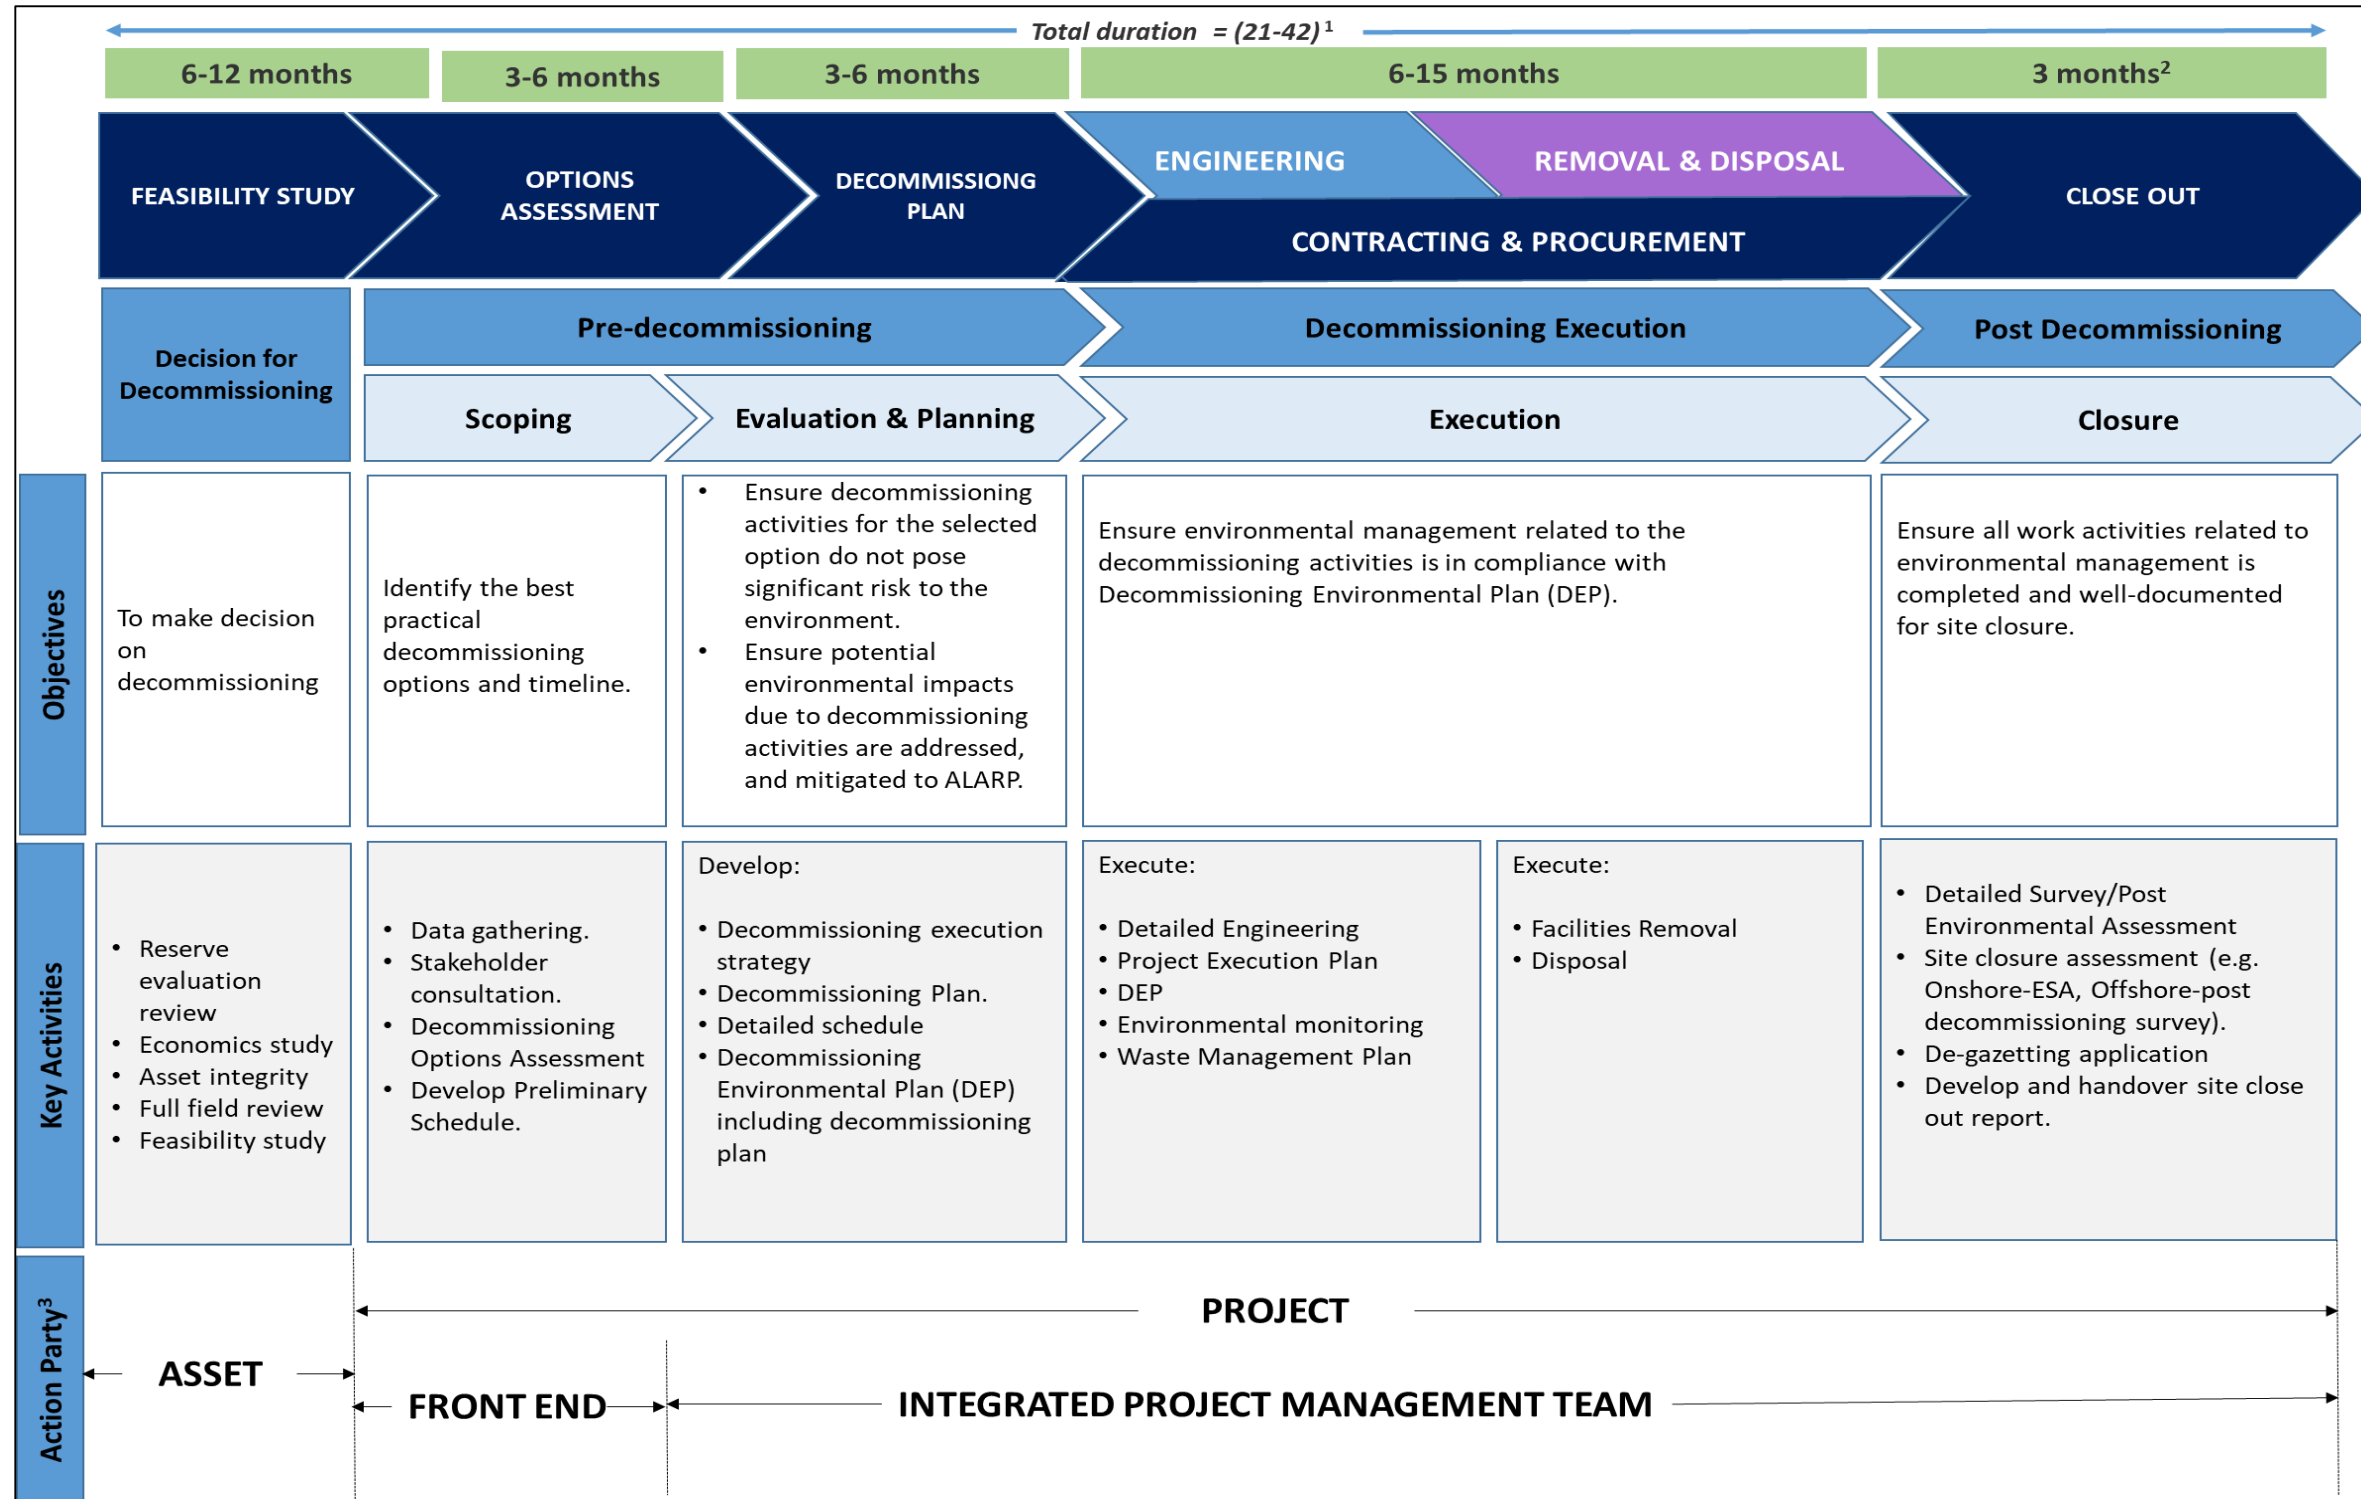 Total duration = (21-42) 1
6-12 months
3-6 months
3-6 months
6-15 months
3 months2
FEASIBILITY STUDY
OPTIONS
ASSESSMENT
DECOMMISSIONG
PLAN
ENGINEERING
REMOVAL & DISPOSAL
CONTRACTING & PROCUREMENT
CLOSE OUT
Decision for
Decommissioning
Pre-decommissioning
Decommissioning Execution
Post Decommissioning
Scoping
Evaluation & Planning
Execution
Closure
Objectives
To make decision
on
decommissioning
Identify the best
practical
decommissioning
options and timeline.
• Ensure decommissioning
activities for the selected
option do not pose
significant risk to the
environment.
• Ensure potential
environmental impacts
due to decommissioning
activities are addressed,
and mitigated to ALARP.
Ensure environmental management related to the
decommissioning activities is in compliance with
Decommissioning Environmental Plan (DEP).
Ensure all work activities related to
environmental management is
completed and well-documented
for site closure.
Key Activities
• Reserve
evaluation
review
• Economics study
• Asset integrity
• Full field review
• Feasibility study
• Data gathering.
• Stakeholder
consultation.
• Decommissioning
Options Assessment
• Develop Preliminary
Schedule.
Develop:
• Decommissioning execution
strategy
• Decommissioning Plan.
• Detailed schedule
• Decommissioning
Environmental Plan (DEP)
including decommissioning
plan
Execute:
• Detailed Engineering
• Project Execution Plan
• DEP
• Environmental monitoring
• Waste Management Plan
Execute:
• Facilities Removal
• Disposal
• Detailed Survey/Post
Environmental Assessment
• Site closure assessment (e.g.
Onshore-ESA, Offshore-post
decommissioning survey).
• De-gazetting application
• Develop and handover site close
out report.
Action Party3
PROJECT
ASSET
FRONT END
INTEGRATED PROJECT MANAGEMENT TEAM